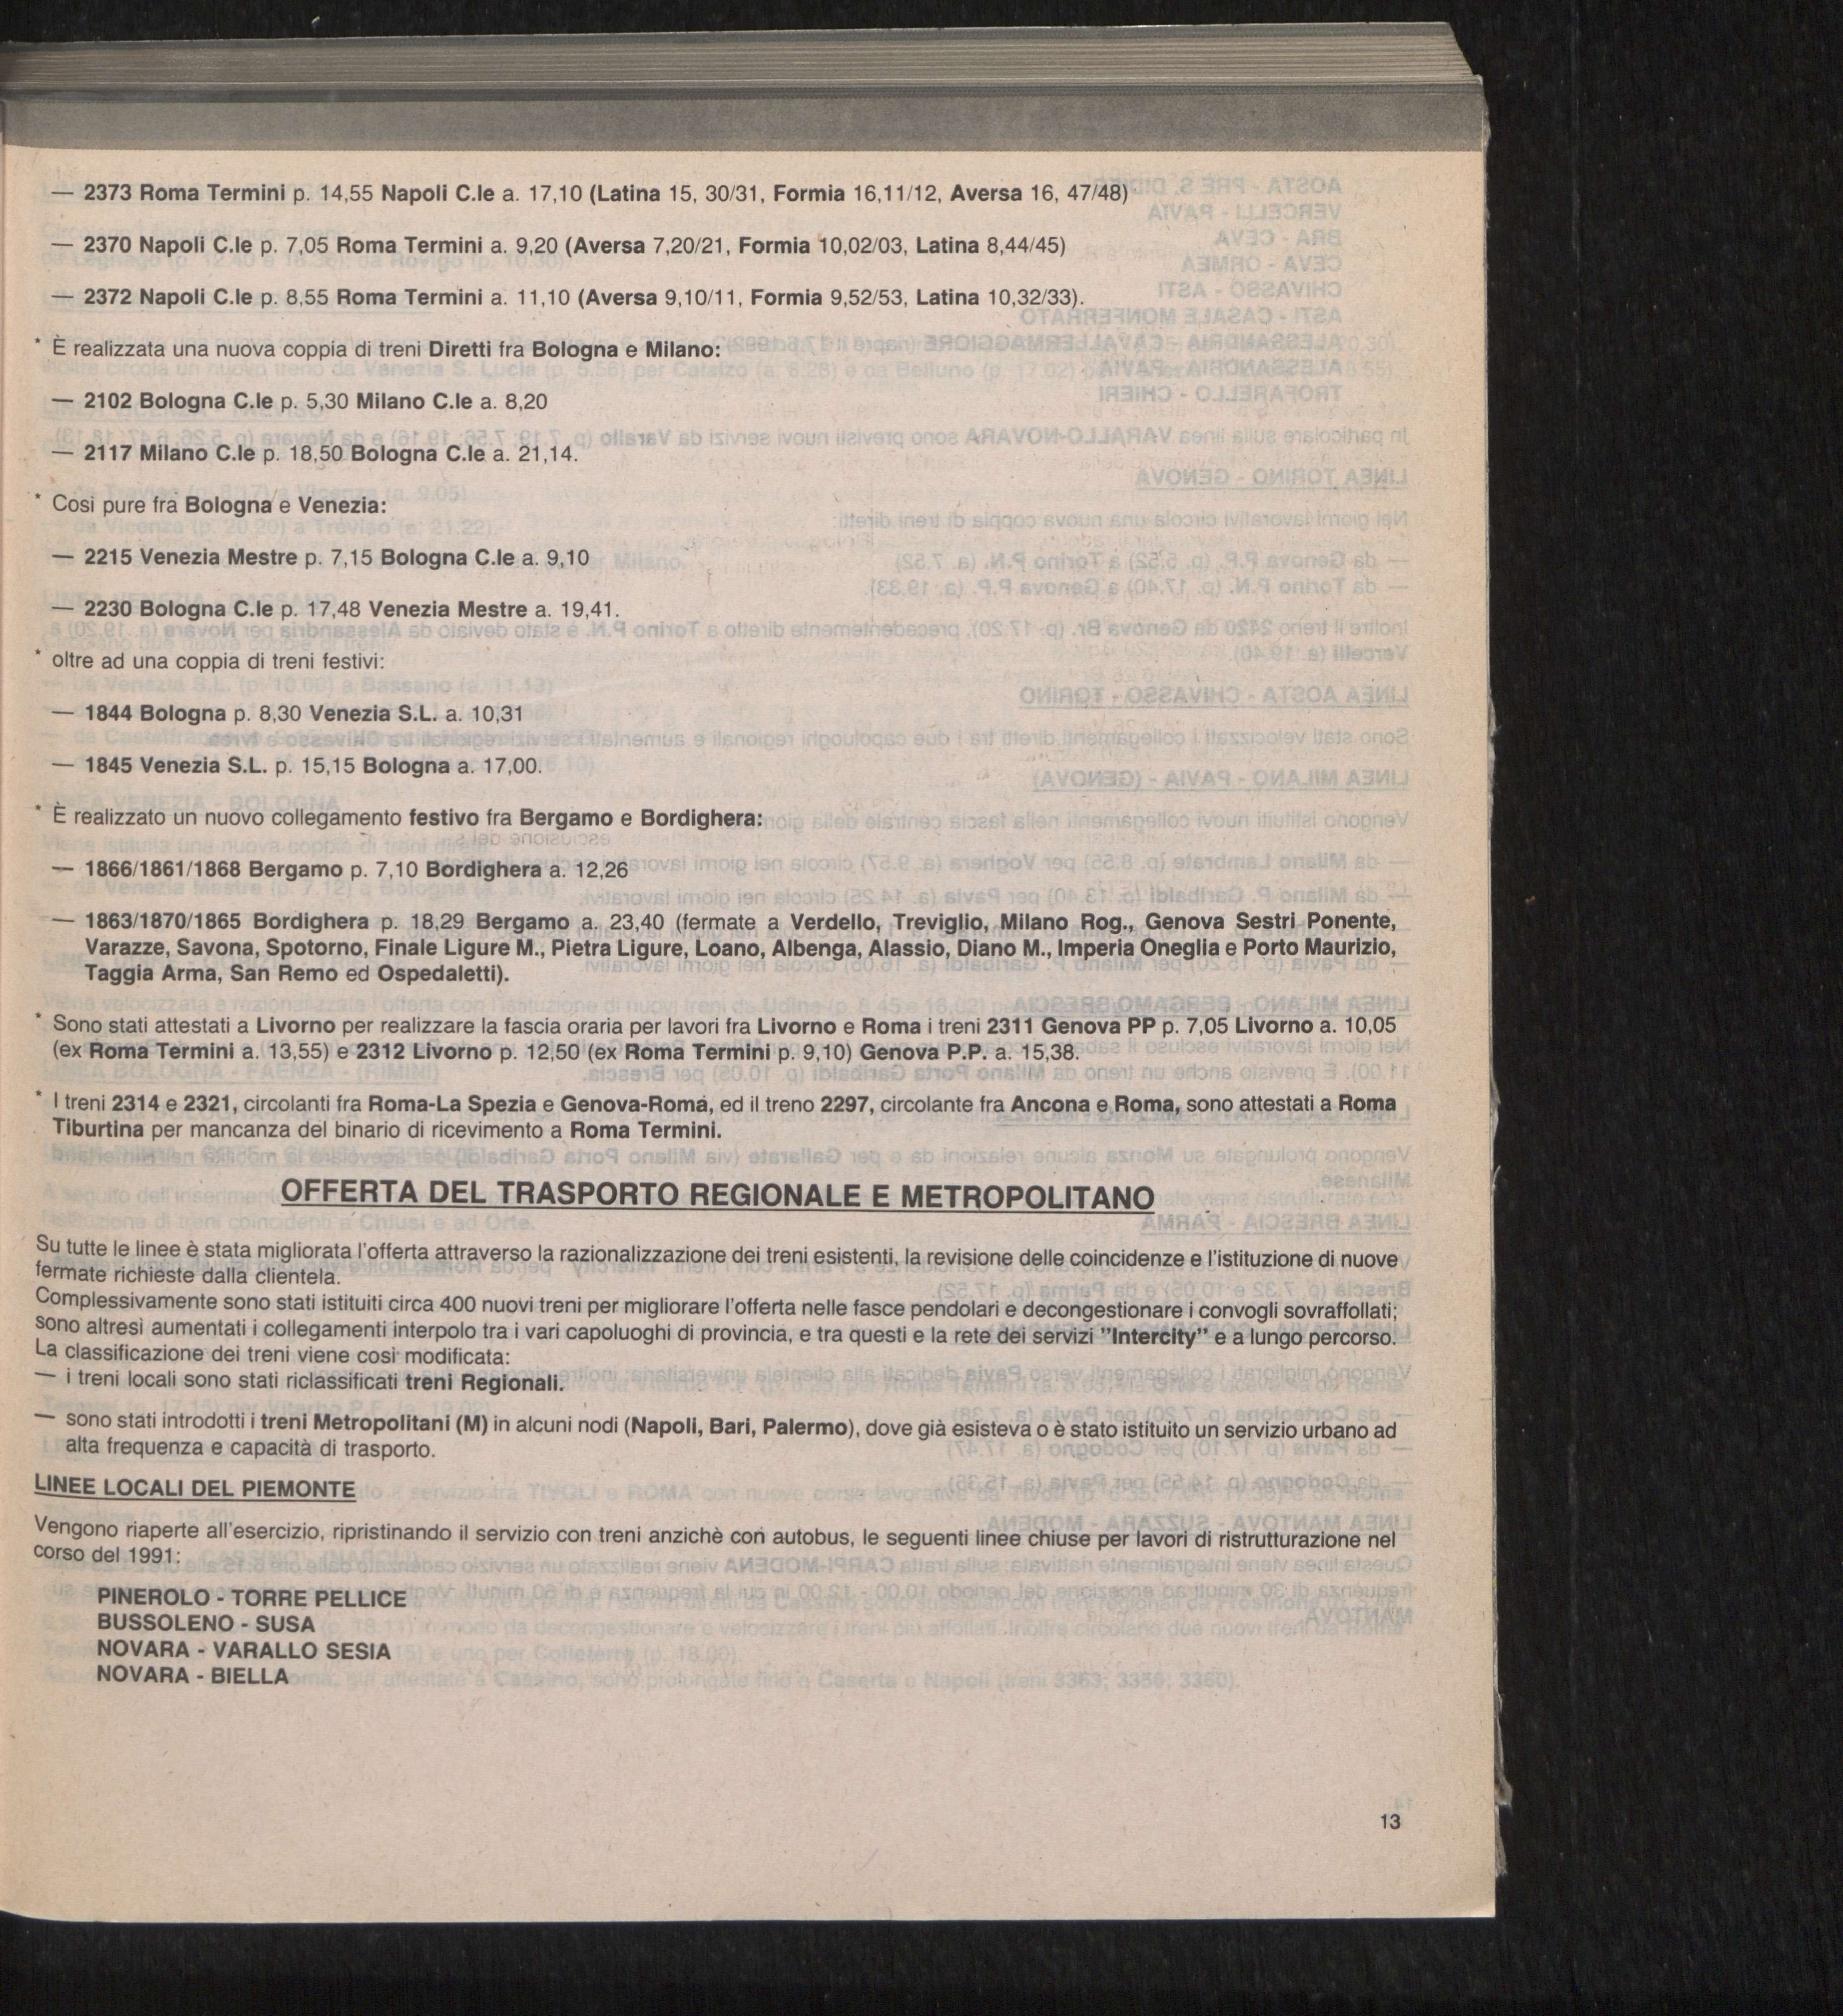 — 2373 Roma Termini p. 14,55 Napoli C.le a. 17,10 (Latina 15, 30/31, Formia 16,11/12, Aversa 16, 47/48)
— 2370 Napoli C.le p. 7,05 Roma Termini a. 9,20 (Aversa 7,20/21, Formia 10,02/03, Latina 8,44/45)
— 2372 Napoli C.le p. 8,55 Roma Termini a. 11,10 (Aversa 9,10/11, Formia 9,52/53, Latina 10,32/33).
* È realizzata una nuova coppia di treni Diretti fra Bologna e Milano:
— 2102 Bologna C.le p. 5,30 Milano C.le a. 8,20
— 2117 Milano C.le p. 18,50 Bologna C.le a. 21,14.
* Così pure fra Bologna e Venezia:
— 2215 Venezia Mestre p. 7,15 Bologna C.le a. 9,10
— 2230 Bologna C.le p. 17,48 Venezia Mestre a. 19,41.
* oltre ad una coppia di treni festivi:
— 1844 Bologna p. 8,30 Venezia S.L. a. 10,31
— 1845 Venezia S.L. p. 15,15 Bologna a. 17,00.
* È realizzato un nuovo collegamento festivo fra Bergamo e Bordighera:
— 1866/1861/1868 Bergamo p. 7,10 Bordighera a. 12,26
— 1863/1870/1865 Bordighera p. 18,29 Bergamo a. 23,40 (fermate a Verdello, Treviglio, Milano Rog., Genova Sestri Ponente,
Varazze, Savona, Spotorno, Finale Ligure M., Pietra Ligure, Loano, Albenga, Alassio, Diano M., Imperia Oneglia e Porto Maurizio,
Taggia Arma, San Remo ed Ospedaletti).
* Sono stati attestati a Livorno per realizzare la fascia oraria per lavori fra Livorno e Roma i treni 2311 Genova PP p. 7,05 Livorno a. 10,05
(ex Roma Termini a. 13,55) e 2312 Livorno p. 12,50 (ex Roma Termini p. 9,10) Genova P.P. a. 15,38.
* I treni 2314 e 2321, circolanti fra Roma-La Spezia e Genova-Roma, ed il treno 2297, circolante fra Ancona e Roma, sono attestati a Roma
Tiburtina per mancanza del binario di ricevimento a Roma Termini.
OFFERTA DEL TRASPORTO REGIONALE E METROPOLITANO
Su tutte le linee è stata migliorata l'offerta attraverso la razionalizzazione dei treni esistenti, la revisione delle coincidenze e l'istituzione di nuove
fermate richieste dalla clientela.
Complessivamente sono stati istituiti circa 400 nuovi treni per migliorare l'offerta nelle fasce pendolari e decongestionare i convogli sovraffollati;
sono altresì aumentati i collegamenti interpolo tra i vari capoluoghi di provincia, e tra questi e la rete dei servizi "Intercity" e a lungo percorso.
La classificazione dei treni viene così modificata:
— i treni locali sono stati riclassificati treni Regionali.
— sono stati introdotti i treni Metropolitani (M) in alcuni nodi (Napoli, Bari, Palermo), dove già esisteva o è stato istituito un servizio urbano ad
alta frequenza e capacità di trasporto.
LINEE LOCALI DEL PIEMONTE
Vengono riaperte all'esercizio, ripristinando il servizio con treni anzichè con autobus, le seguenti linee chiuse per lavori di ristrutturazione nel
corso del 1991:
PINEROLO - TORRE PELLICE
BUSSOLENO - SUSA
NOVARA - VARALLO SESIA
NOVARA - BIELLA
13